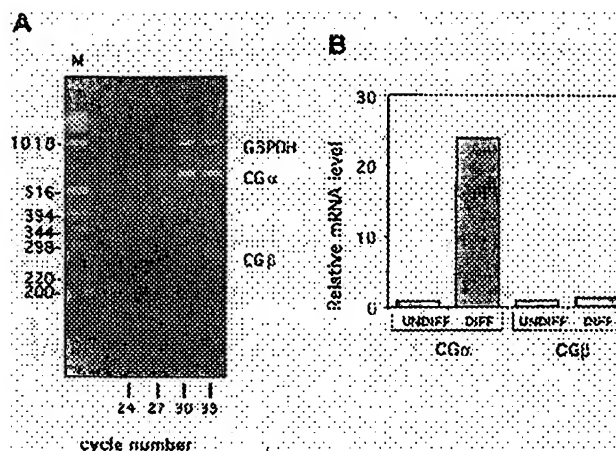 A
M
1018
516
394
344
298
220
200
G3PDH
CGα
CGβ
24 27 30 35
cycle number
B
30
20
10
0
Relative mRNA level
UNDIFF DIFF UNDIFF DIFF
CGα CGβ